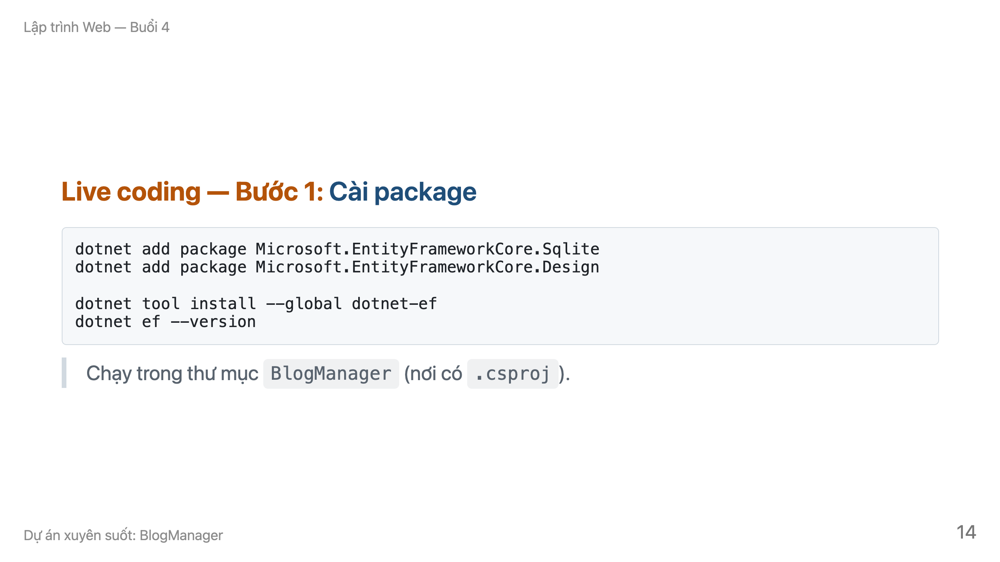 Lập trình Web — Buổi 4
Live coding — Bước 1: Cài package
dotnet add package Microsoft.EntityFrameworkCore.Sqlite
dotnet add package Microsoft.EntityFrameworkCore.Design
dotnet tool install --global dotnet-ef
dotnet ef --version
Chạy trong thư mục BlogManager (nơi có .csproj).
Dự án xuyên suốt: BlogManager
14